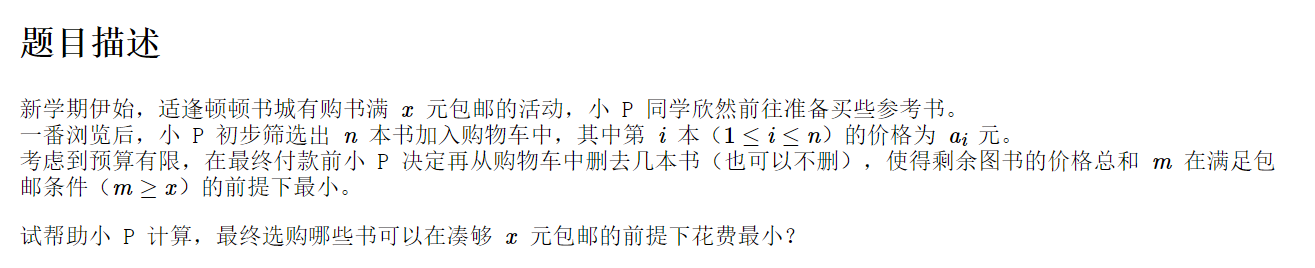 题目描述
新学期伊始，适逢顿顿书城有购书满 x 元包邮的活动，小 P 同学欣然前往准备买些参考书。
一番浏览后，小 P 初步筛选出 n 本书加入购物车中，其中第 i 本（1 ≤ i ≤ n）的价格为 aᵢ 元。
考虑到预算有限，在最终付款前小 P 决定再从购物车中删去几本书（也可以不删），使得剩余图书的价格总和 m 在满足包
邮条件（m ≥ x）的前提下最小。
试帮助小 P 计算，最终选购哪些书可以在凑够 x 元包邮的前提下花费最小？